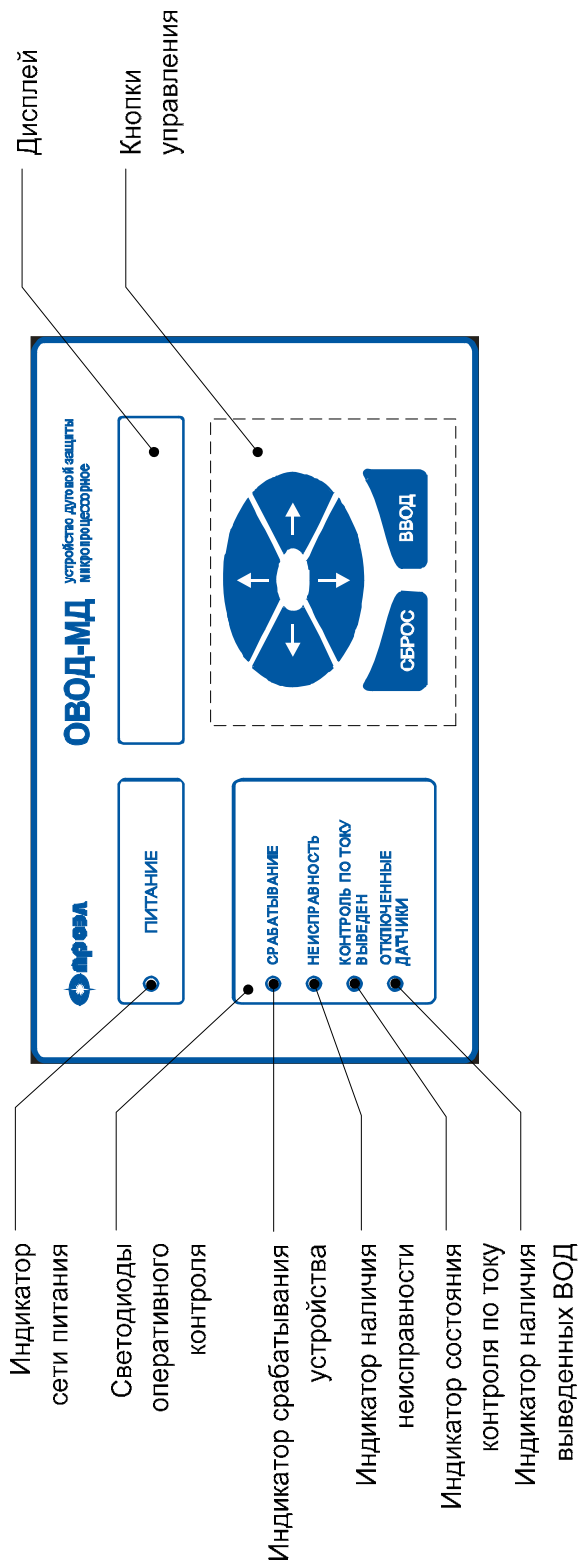 Индикатор
сети питания
Светодиоды
оперативного
контроля
Индикатор срабатывания
устройства
Индикатор наличия
неисправности
Индикатор состояния
контроля по току
Индикатор наличия
выведенных ВОД
проэл
ПИТАНИЕ
СРАБАТЫВАНИЕ
НЕИСПРАВНОСТЬ
КОНТРОЛЬ ПО ТОКУ
ВЫВЕДЕН
ОТКЛЮЧЕННЫЕ
ДАТЧИКИ
ОВОД-МД
устройство дуговой защиты
микропроцессорное
СБРОС
ВВОД
Дисплей
Кнопки
управления